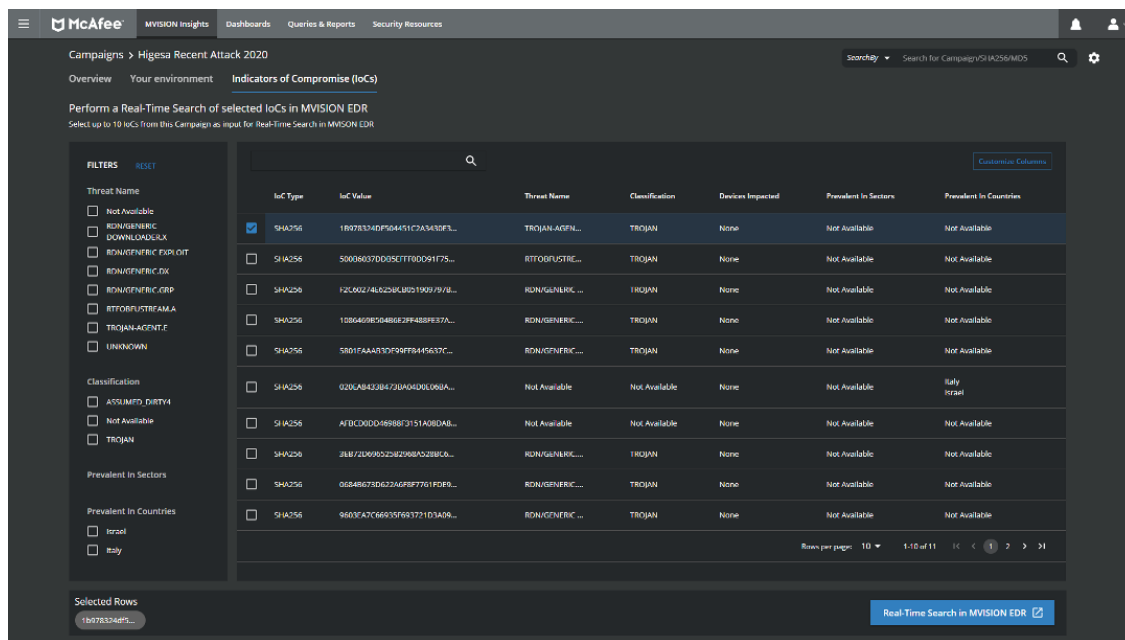 McAfee MVISION Insights Dashboards Queries & Reports Security Resources
Campaigns > Higesa Recent Attack 2020
SearchBy Search for Campaign/SHA256/MD5
Overview Your environment Indicators of Compromise (IoCs)
Perform a Real-Time Search of selected IoCs in MVISION EDR
Select up to 10 IoCs from this Campaign as input for Real-Time Search in MVISON EDR
FILTERS RESET
Threat Name
Not Available
RDN/GENERIC
DOWNLOADER.X
RDN/GENERIC EXPLOIT
RDN/GENERIC.DX
RDN/GENERIC.GRP
RTFOBFUSTREAM.A
TROJAN-AGENT.E
UNKNOWN
Classification
ASSUMED_DIRTY4
Not Available
TROJAN
Prevalent In Sectors
Prevalent In Countries
Israel
Italy
Customize Columns
IoC Type IoC Value Threat Name Classification Devices Impacted Prevalent In Sectors Prevalent In Countries
SHA256 TROJAN-AGEN... TROJAN None Not Available Not Available
SHA256 RTFOBFUSTRE... TROJAN None Not Available Not Available
SHA256 RDN/GENERIC ... TROJAN None Not Available Not Available
SHA256 RDN/GENERIC.... TROJAN None Not Available Not Available
SHA256 RDN/GENERIC.... TROJAN None Not Available Not Available
SHA256 Not Available Not Available None Not Available Italy
Israel
SHA256 Not Available Not Available None Not Available Not Available
SHA256 RDN/GENERIC.... TROJAN None Not Available Not Available
SHA256 RDN/GENERIC.... TROJAN None Not Available Not Available
SHA256 RDN/GENERIC ... TROJAN None Not Available Not Available
Rows per page: 10 1-10 of 11 1 2
Selected Rows
1b978324df5...
Real-Time Search in MVISION EDR